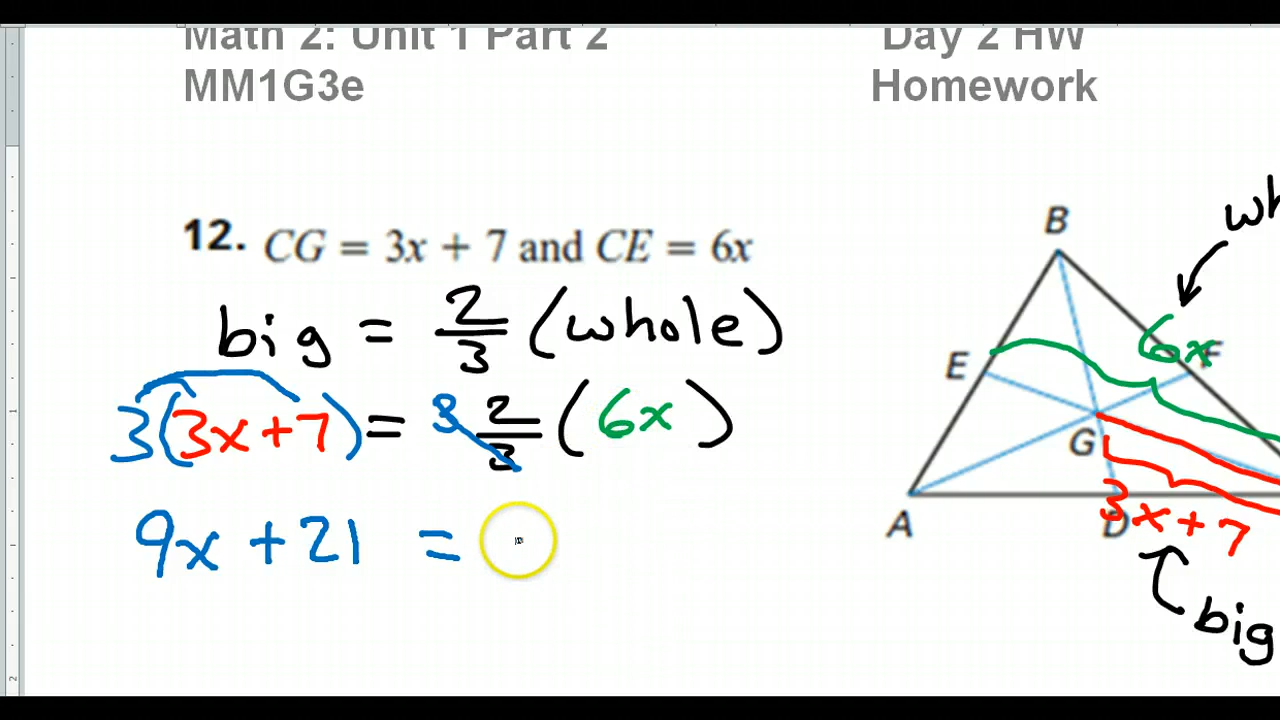 Math 2: Unit 1 Part 2
Day 2 HW
MM1G3e
Homework
12. CG = 3x + 7 and CE = 6x
big = 2/3 (whole)
3(3x+7) = 3 2/3 (6x)
9x + 21 =
B
wh
6x
E
F
G
A
D
3x + 7
big